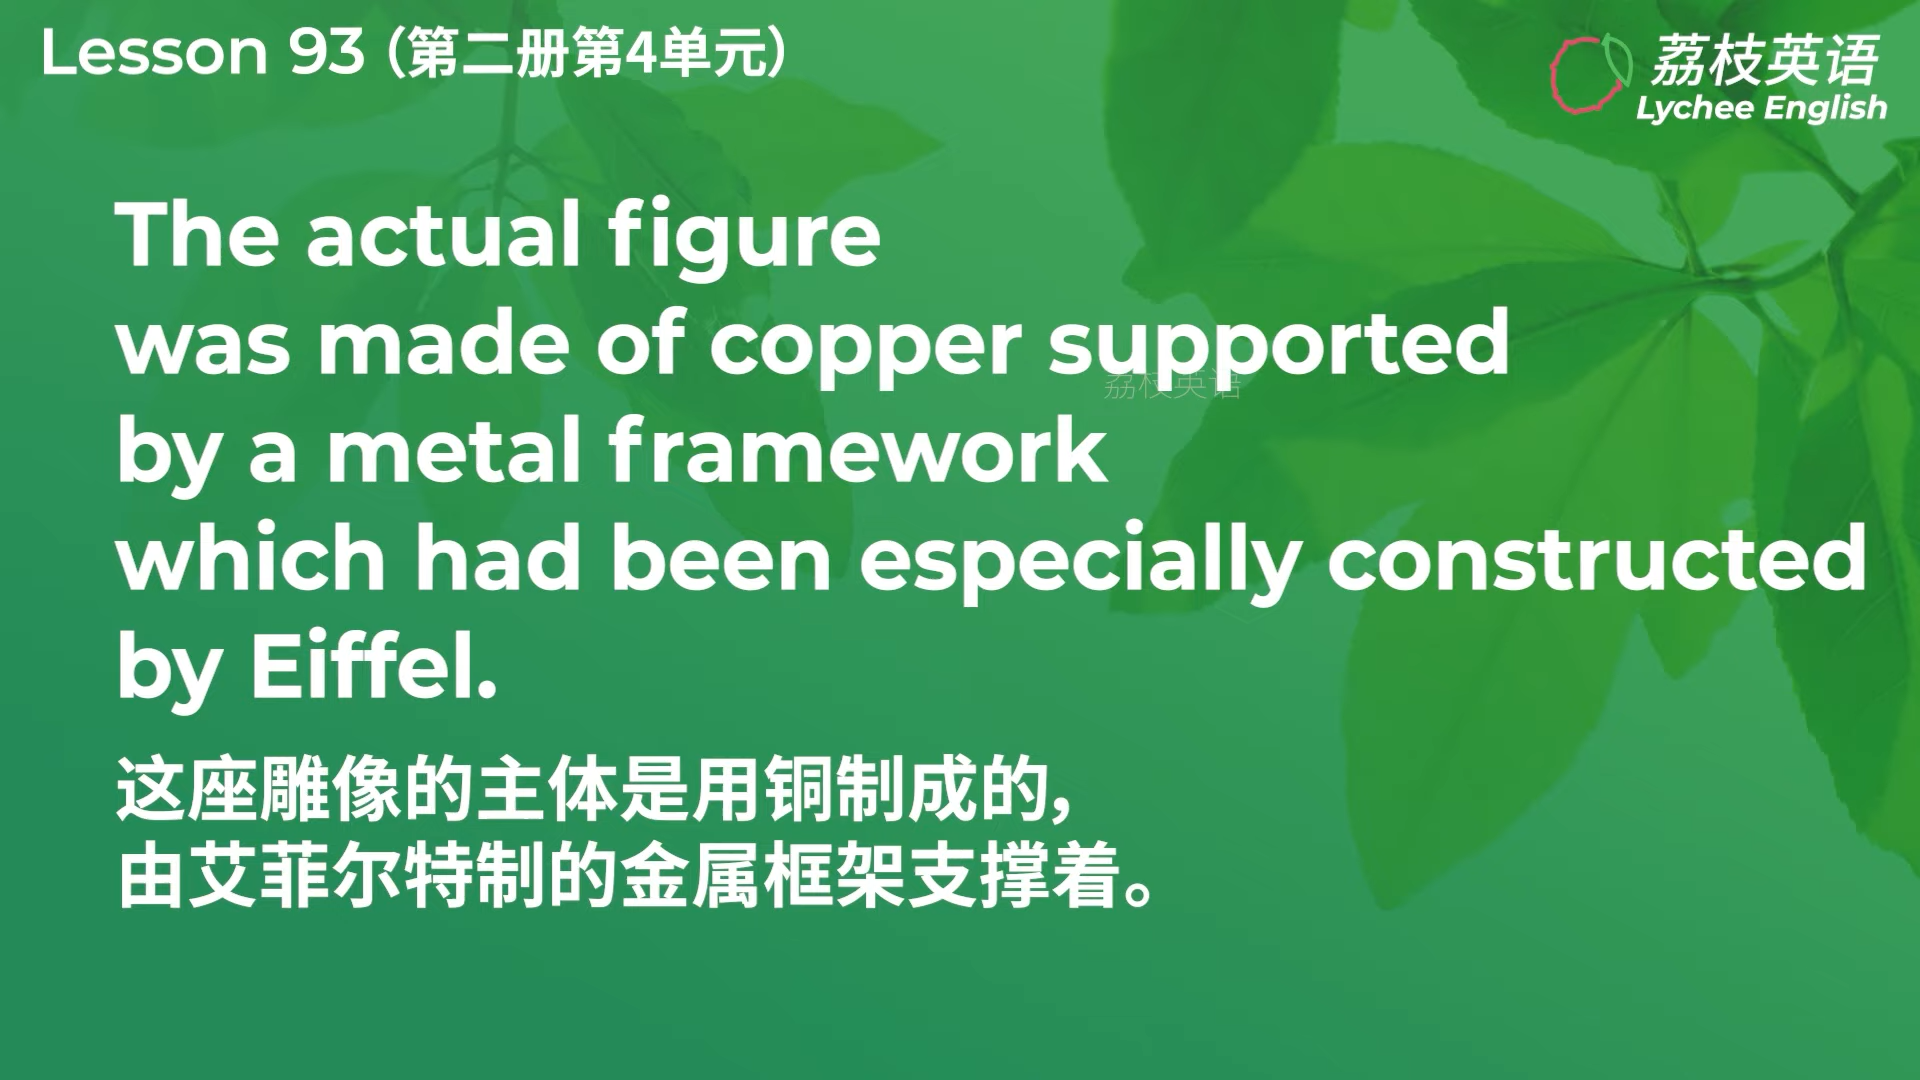 Lesson 93（第二册第4单元）
荔枝英语
Lychee English
The actual figure
was made of copper supported
荔枝英语
by a metal framework
which had been especially constructed
by Eiffel.
这座雕像的主体是用铜制成的，
由艾菲尔特制的金属框架支撑着。